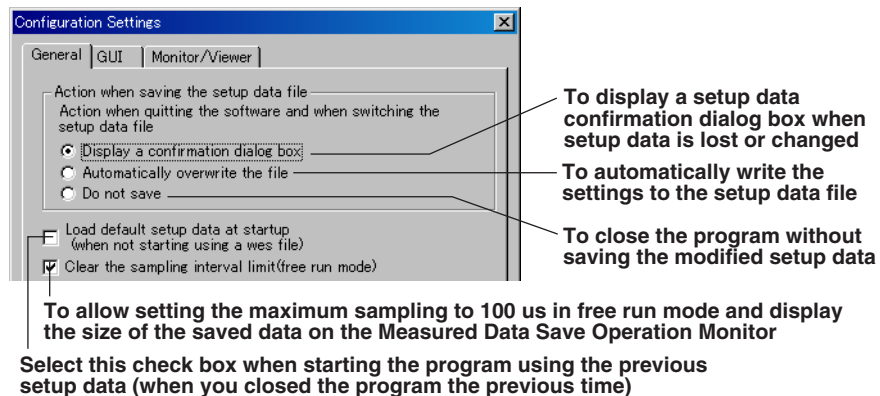 Configuration Settings
General GUI Monitor/Viewer
Action when saving the setup data file
Action when quitting the software and when switching the
setup data file
Display a confirmation dialog box
Automatically overwrite the file
Do not save
Load default setup data at startup
(when not starting using a wes file)
Clear the sampling interval limit(free run mode)
To display a setup data
confirmation dialog box when
setup data is lost or changed
To automatically write the
settings to the setup data file
To close the program without
saving the modified setup data
To allow setting the maximum sampling to 100 us in free run mode and display
the size of the saved data on the Measured Data Save Operation Monitor
Select this check box when starting the program using the previous
setup data (when you closed the program the previous time)